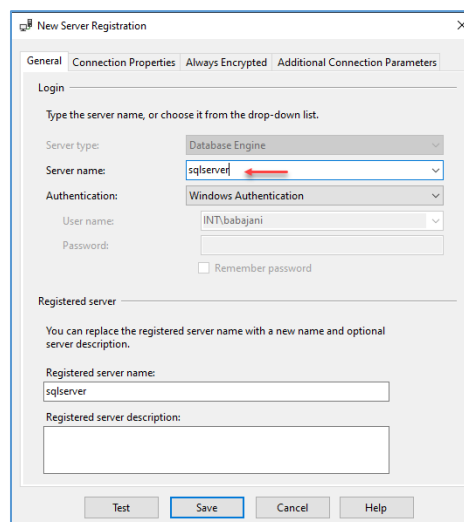 New Server Registration
General Connection Properties Always Encrypted Additional Connection Parameters
Login
Type the server name, or choose it from the drop-down list.
Server type: Database Engine
Server name: sqlserver
Authentication: Windows Authentication
User name: INT\babajani
Password:
Remember password
Registered server
You can replace the registered server name with a new name and optional
server description.
Registered server name:
sqlserver
Registered server description:
Test Save Cancel Help